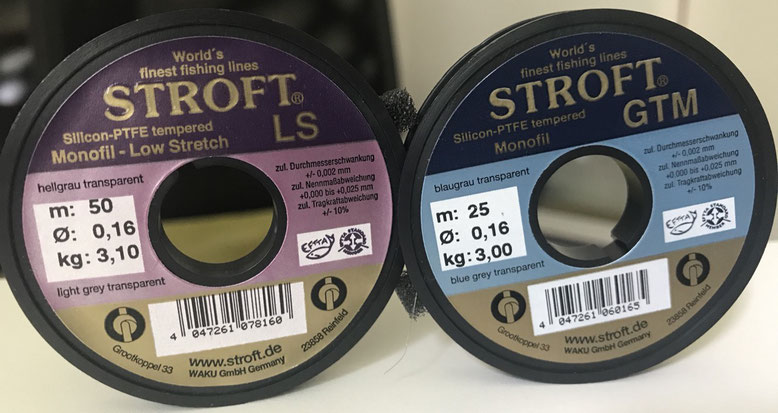 World´s
finest fishing lines
STROFT®
LS
Silicon-PTFE tempered
Monofil - Low Stretch
zul. Durchmesserschwankung
+/- 0,002 mm
zul. Nennmaßabweichung
+0,000 bis +0,025 mm
zul. Tragkraftabweichung
+/- 10%
hellgrau transparent
m: 50
Ø: 0,16
kg: 3,10
light grey transparent
EFTTA
4 047261 078160
Grootkoppel 33
www.stroft.de
WAKU GmbH Germany
23858 Reinfeld
World´s
finest fishing lines
STROFT®
GTM
Silicon-PTFE tempered
Monofil
zul. Durchmesserschwankung
+/- 0,002 mm
zul. Nennmaßabweichung
+0,000 bis +0,025 mm
zul. Tragkraftabweichung
+/- 10%
blaugrau transparent
m: 25
Ø: 0,16
kg: 3,00
blue grey transparent
EFTTA
4 047261 060165
Grootkoppel 33
www.stroft.de
WAKU GmbH Germany
23858 Reinfeld